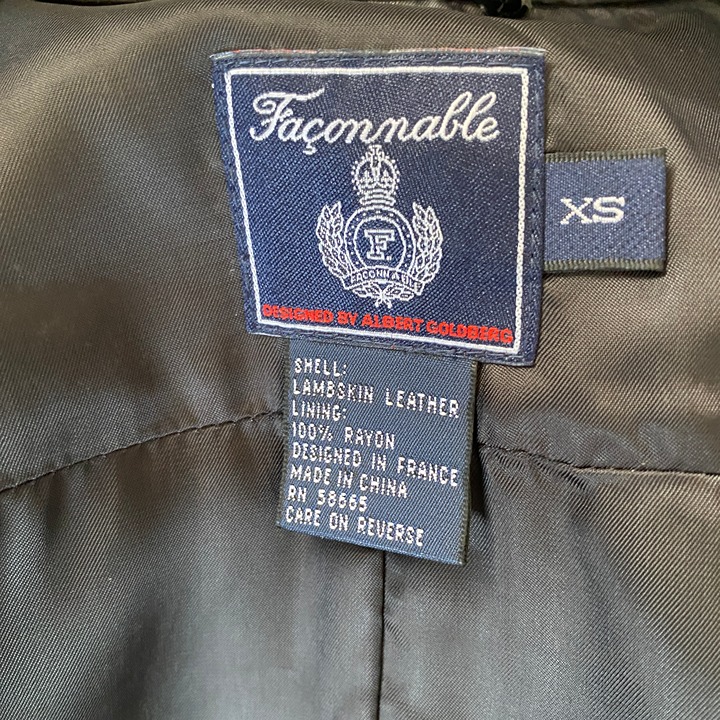 Façonnable
XS
F
FAÇONNABLE
DESIGNED BY ALBERT GOLDBERG
SHELL:
LAMBSKIN LEATHER
LINING:
100% RAYON
DESIGNED IN FRANCE
MADE IN CHINA
RN 58665
CARE ON REVERSE